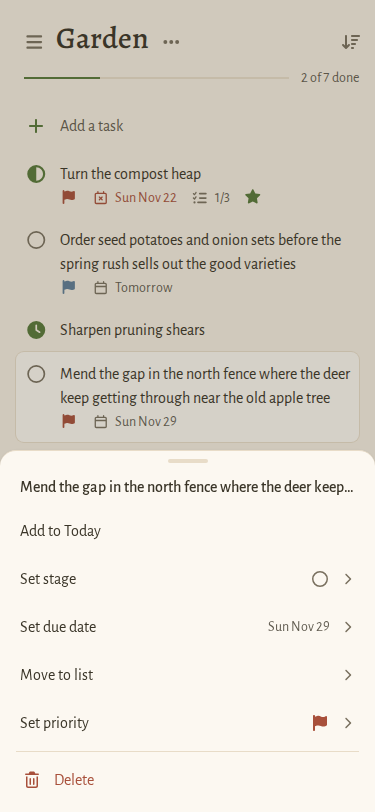 Garden
2 of 7 done
Add a task
Turn the compost heap
Sun Nov 22 1/3
Order seed potatoes and onion sets before the
spring rush sells out the good varieties
Tomorrow
Sharpen pruning shears
Mend the gap in the north fence where the deer
keep getting through near the old apple tree
Sun Nov 29
Mend the gap in the north fence where the deer keep...
Add to Today
Set stage
Set due date Sun Nov 29
Move to list
Set priority
Delete